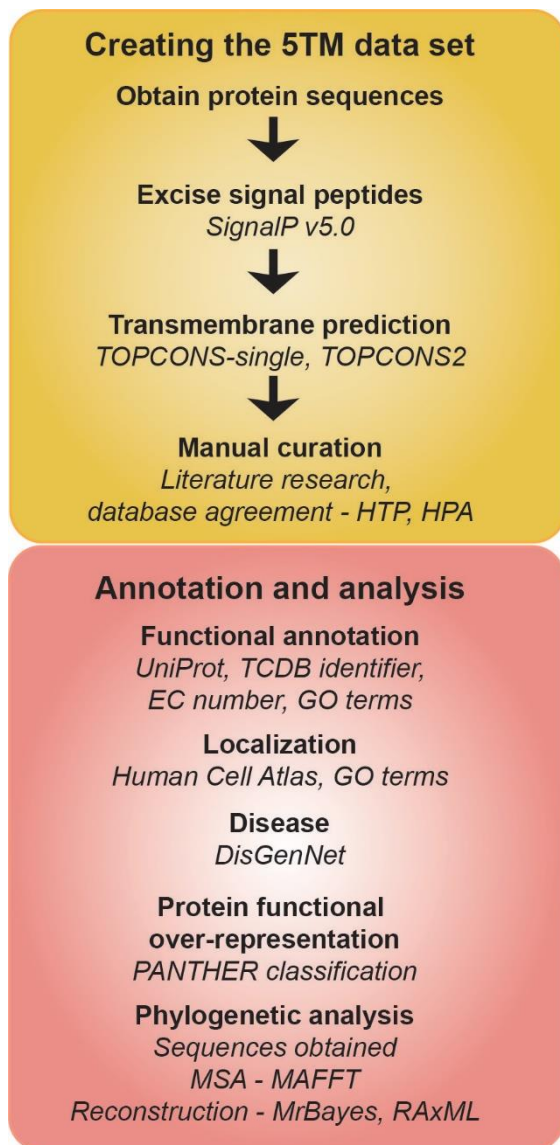 Creating the 5TM data set
Obtain protein sequences
Excise signal peptides
SignalP v5.0
Transmembrane prediction
TOPCONS-single, TOPCONS2
Manual curation
Literature research,
database agreement - HTP, HPA
Annotation and analysis
Functional annotation
UniProt, TCDB identifier,
EC number, GO terms
Localization
Human Cell Atlas, GO terms
Disease
DisGenNet
Protein functional
over-representation
PANTHER classification
Phylogenetic analysis
Sequences obtained
MSA - MAFFT
Reconstruction - MrBayes, RAxML